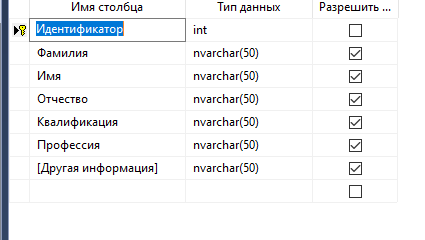 Имя столбца Тип данных Разрешить ...
Идентификатор int
Фамилия nvarchar(50)
Имя nvarchar(50)
Отчество nvarchar(50)
Квалификация nvarchar(50)
Профессия nvarchar(50)
[Другая информация] nvarchar(50)